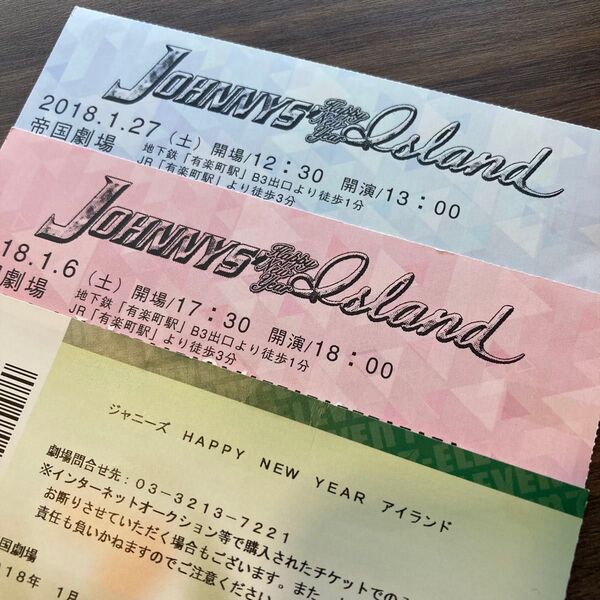 JOHNNYS' Happy New Year Island
2018.1.27（土）開場/12：30 開演/13：00
帝国劇場 地下鉄「有楽町駅」B3出口より徒歩1分
JR「有楽町駅」より徒歩3分
JOHNNYS' Happy New Year Island
18.1.6（土）開場/17：30 開演/18：00
劇場 地下鉄「有楽町駅」B3出口より徒歩1分
JR「有楽町駅」より徒歩3分
ジャニーズ HAPPY NEW YEAR アイランド
劇場問合せ先：03-3213-7221
※インターネットオークション等で購入されたチケットでの
お断りさせていただく場合もございます。また、
責任も負いかねますのでご注意ください
国劇場
2018年 1月